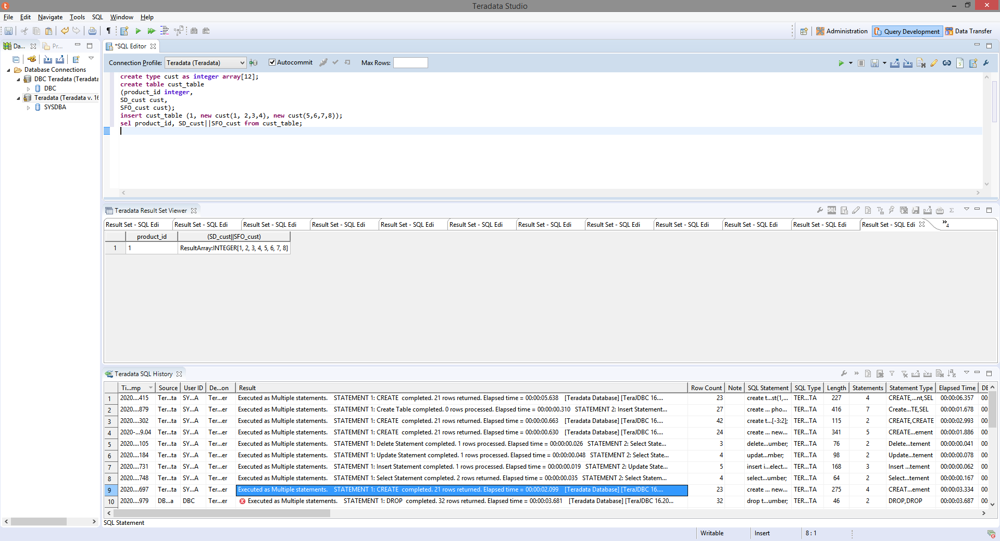 Teradata Studio
File Edit Navigate Tools SQL Window Help
Administration Query Development Data Transfer
Da... Pr...
Database Connections
DBC Teradata (Teradata
DBC
Teradata (Teradata v. 16
SYSDBA
*SQL Editor
Connection Profile: Teradata (Teradata) Autocommit Max Rows:
create type cust as integer array[12];
create table cust_table
(product_id integer,
SD_cust cust,
SFO_cust cust);
insert cust_table (1, new cust(1, 2,3,4), new cust(5,6,7,8));
sel product_id, SD_cust||SFO_cust from cust_table;
Teradata Result Set Viewer
Result Set - SQL Edi Result Set - SQL Edi Result Set - SQL Edi Result Set - SQL Edi Result Set - SQL Edi Result Set - SQL Edi Result Set - SQL Edi Result Set - SQL Edi Result Set - SQL Edi Result Set - SQL Edi Result Set - SQL Edi Result Set - SQL Edi »4
product_id (SD_cust||SFO_cust)
1 1 ResultArray:INTEGER[1, 2, 3, 4, 5, 6, 7, 8]
Teradata SQL History
Ti...mp Source User ID De...on Result Row Count Note SQL Statement SQL Type Length Statements Statement Type Elapsed Time DE
1 2020....415 Ter...ta SY...A Ter...er Executed as Multiple statements. STATEMENT 1: CREATE completed. 21 rows returned. Elapsed time = 00:00:05.638 [Teradata Database] [TeraJDBC 16.... 23 create t...st(1,... TER...TA 227 4 CREATE,...nt,SEL 00:00:06.357 00:
2 2020....879 Ter...ta SY...A Ter...er Executed as Multiple statements. STATEMENT 1: Create Table completed. 0 rows processed. Elapsed time = 00:00:00.310 STATEMENT 2: Insert Statement... 27 create ... pho... TER...TA 416 7 Create...TE,SEL 00:00:01.678 00:
3 2020....302 Ter...ta SY...A Ter...er Executed as Multiple statements. STATEMENT 1: CREATE completed. 21 rows returned. Elapsed time = 00:00:00.663 [Teradata Database] [TeraJDBC 16.... 42 create t...[-3:2]; TER...TA 115 2 CREATE,CREATE 00:00:02.993 00:
4 2020-...9.04 Ter...ta SY...A Ter...er Executed as Multiple statements. STATEMENT 1: CREATE completed. 21 rows returned. Elapsed time = 00:00:00.630 [Teradata Database] [TeraJDBC 16.... 24 create ... new... TER...TA 341 5 CREATE...ement 00:00:01.886 00:
5 2020....105 Ter...ta SY...A Ter...er Executed as Multiple statements. STATEMENT 1: Delete Statement completed. 1 rows processed. Elapsed time = 00:00:00.026 STATEMENT 2: Select State... 3 delete...umber; TER...TA 76 2 Delete...tement 00:00:00.041 00:
6 2020....184 Ter...ta SY...A Ter...er Executed as Multiple statements. STATEMENT 1: Update Statement completed. 1 rows processed. Elapsed time = 00:00:00.048 STATEMENT 2: Select State... 4 updat...mber; TER...TA 98 2 Update...tement 00:00:00.078 00:
7 2020....731 Ter...ta SY...A Ter...er Executed as Multiple statements. STATEMENT 1: Insert Statement completed. 1 rows processed. Elapsed time = 00:00:00.019 STATEMENT 2: Update State... 5 insert i...elect... TER...TA 168 3 Insert ...tement 00:00:00.062 00:
8 2020....748 Ter...ta SY...A Ter...er Executed as Multiple statements. STATEMENT 1: Select Statement completed. 2 rows returned. Elapsed time = 00:00:00.035 STATEMENT 2: Select Statem... 4 select...umber; TER...TA 64 2 Select...tement 00:00:00.167 00:
9 2020....697 Ter...ta SY...A Ter...er Executed as Multiple statements. STATEMENT 1: CREATE completed. 21 rows returned. Elapsed time = 00:00:02.099 [Teradata Database] [TeraJDBC 16.... 23 create ... new... TER...TA 275 4 CREAT...ement 00:00:03.334 00:
10 2020....979 DB...a DBC Ter...er Executed as Multiple statements. STATEMENT 1: DROP completed. 32 rows returned. Elapsed time = 00:00:03.681 [Teradata Database] [TeraJDBC 16.20... 32 drop t...umber; TER...TA 46 2 DROP,DROP 00:00:03.687 00:
SQL Statement
Writable Insert 8 : 1